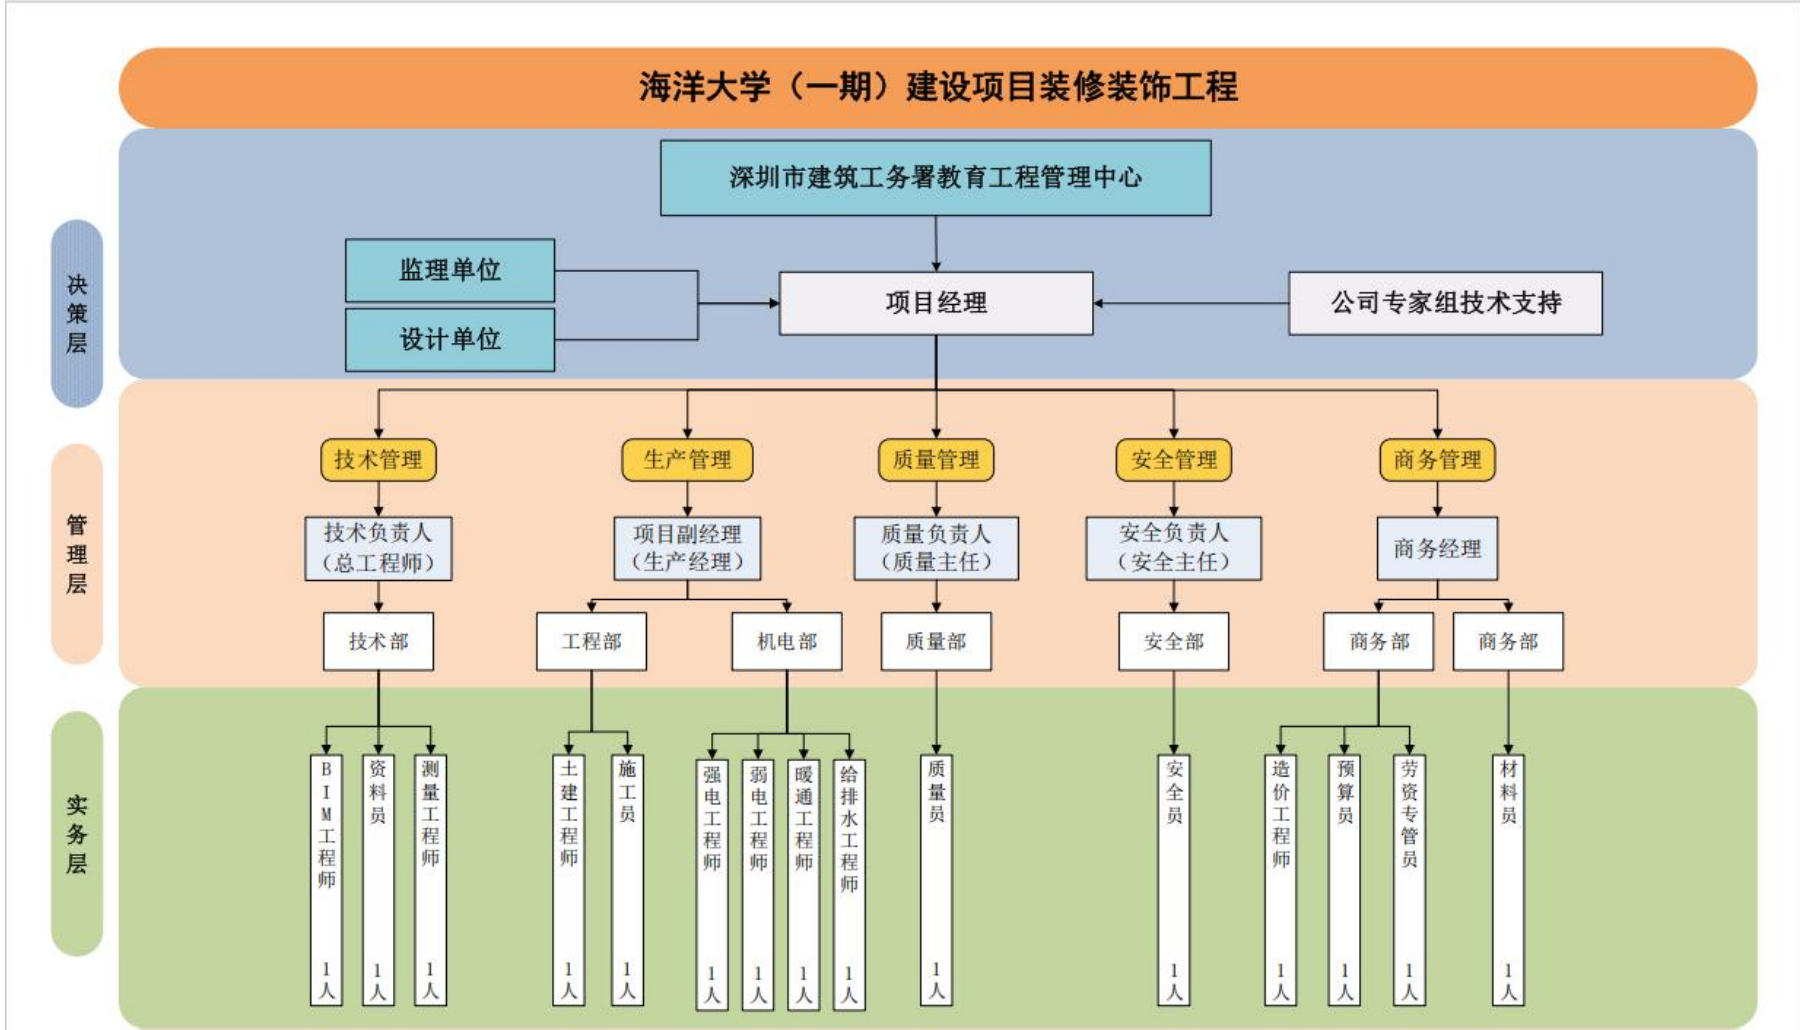 海洋大学（一期）建设项目装修装饰工程
深圳市建筑工务署教育工程管理中心
监理单位
设计单位
项目经理
公司专家组技术支持
决策层
技术管理
生产管理
质量管理
安全管理
商务管理
技术负责人
（总工程师）
项目副经理
（生产经理）
质量负责人
（质量主任）
安全负责人
（安全主任）
商务经理
管理层
技术部
工程部
机电部
质量部
安全部
商务部
商务部
实务层
BIM工程师 1人
资料员 1人
测量工程师 1人
土建工程师 1人
施工员 1人
强电工程师 1人
弱电工程师 1人
暖通工程师 1人
给排水工程师 1人
质量员 1人
安全员 1人
造价工程师 1人
预算员 1人
劳资专管员 1人
材料员 1人